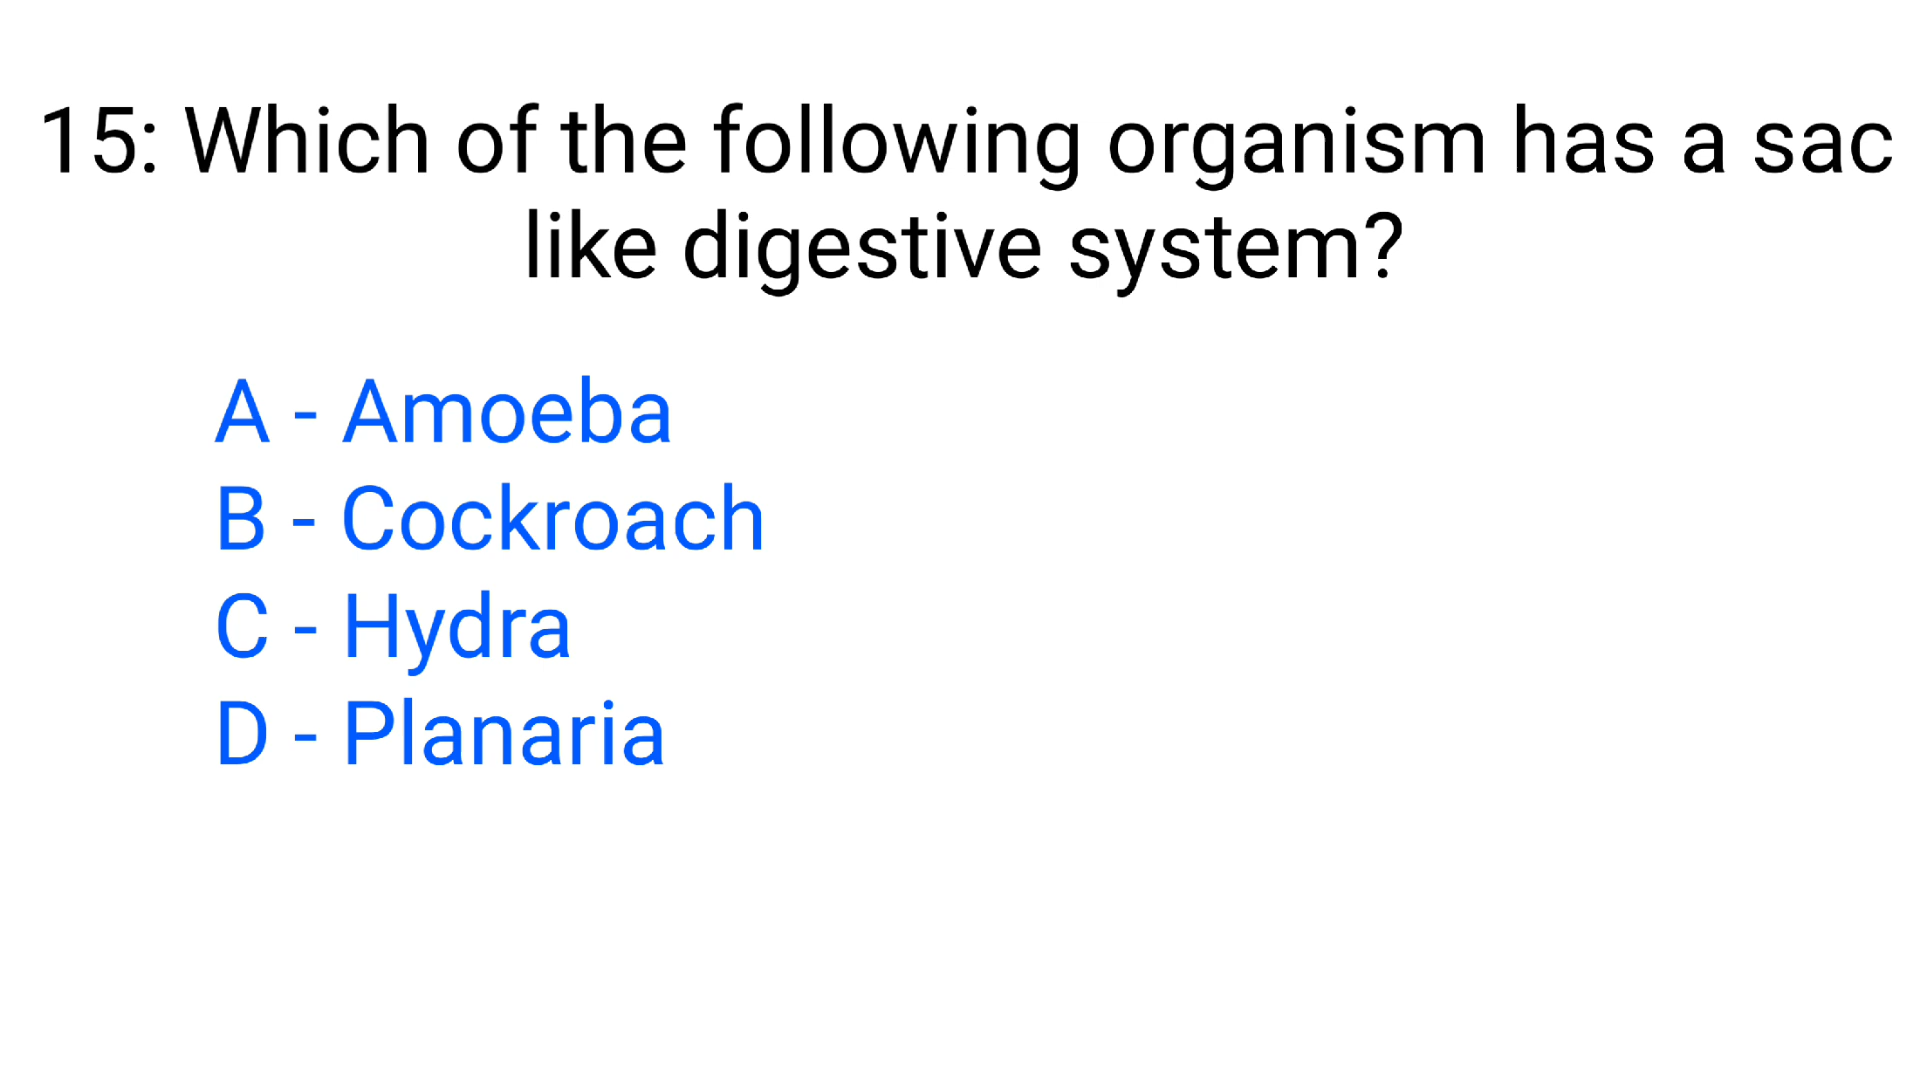 15: Which of the following organism has a sac
like digestive system?
A - Amoeba
B - Cockroach
C - Hydra
D - Planaria